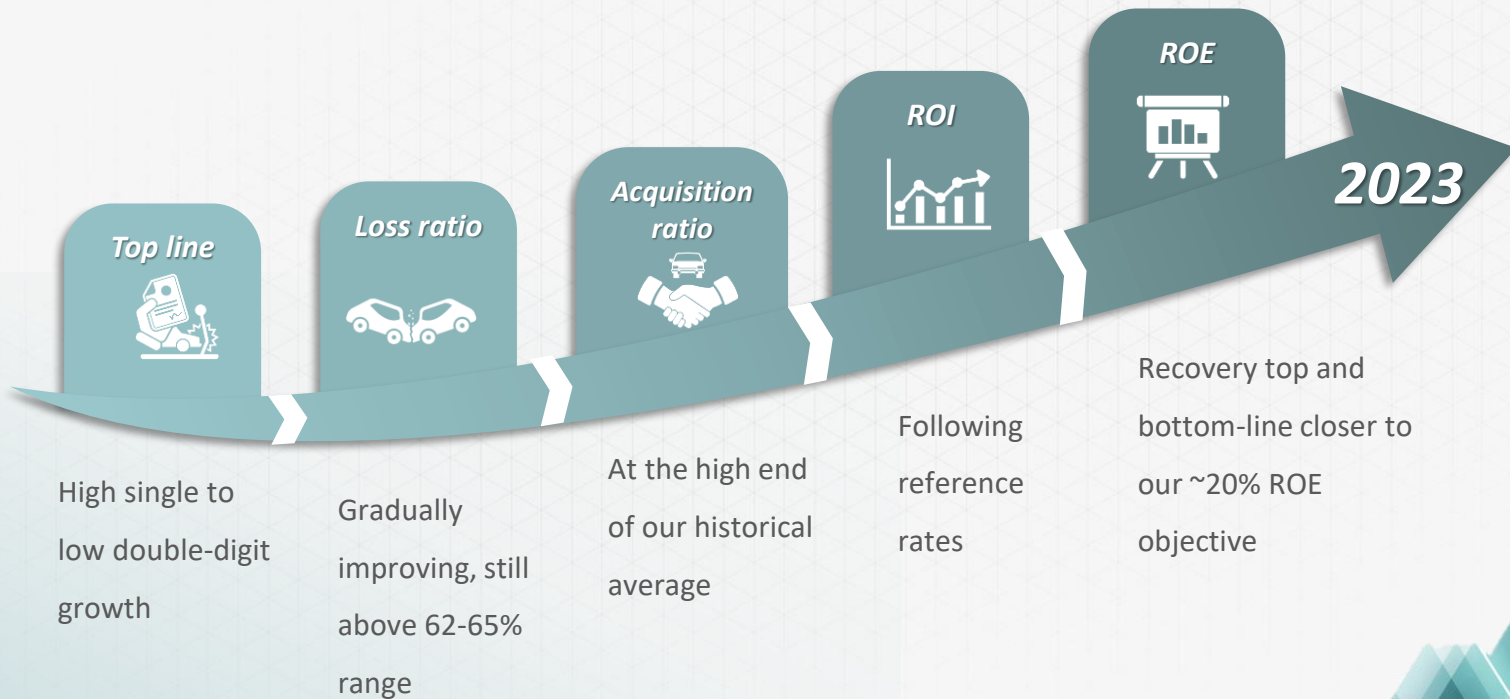 Top line
High single to
low double-digit
growth
Loss ratio
Gradually
improving, still
above 62-65%
range
Acquisition
ratio
At the high end
of our historical
average
ROI
Following
reference
rates
ROE
Recovery top and
bottom-line closer to
our ~20% ROE
objective
2023